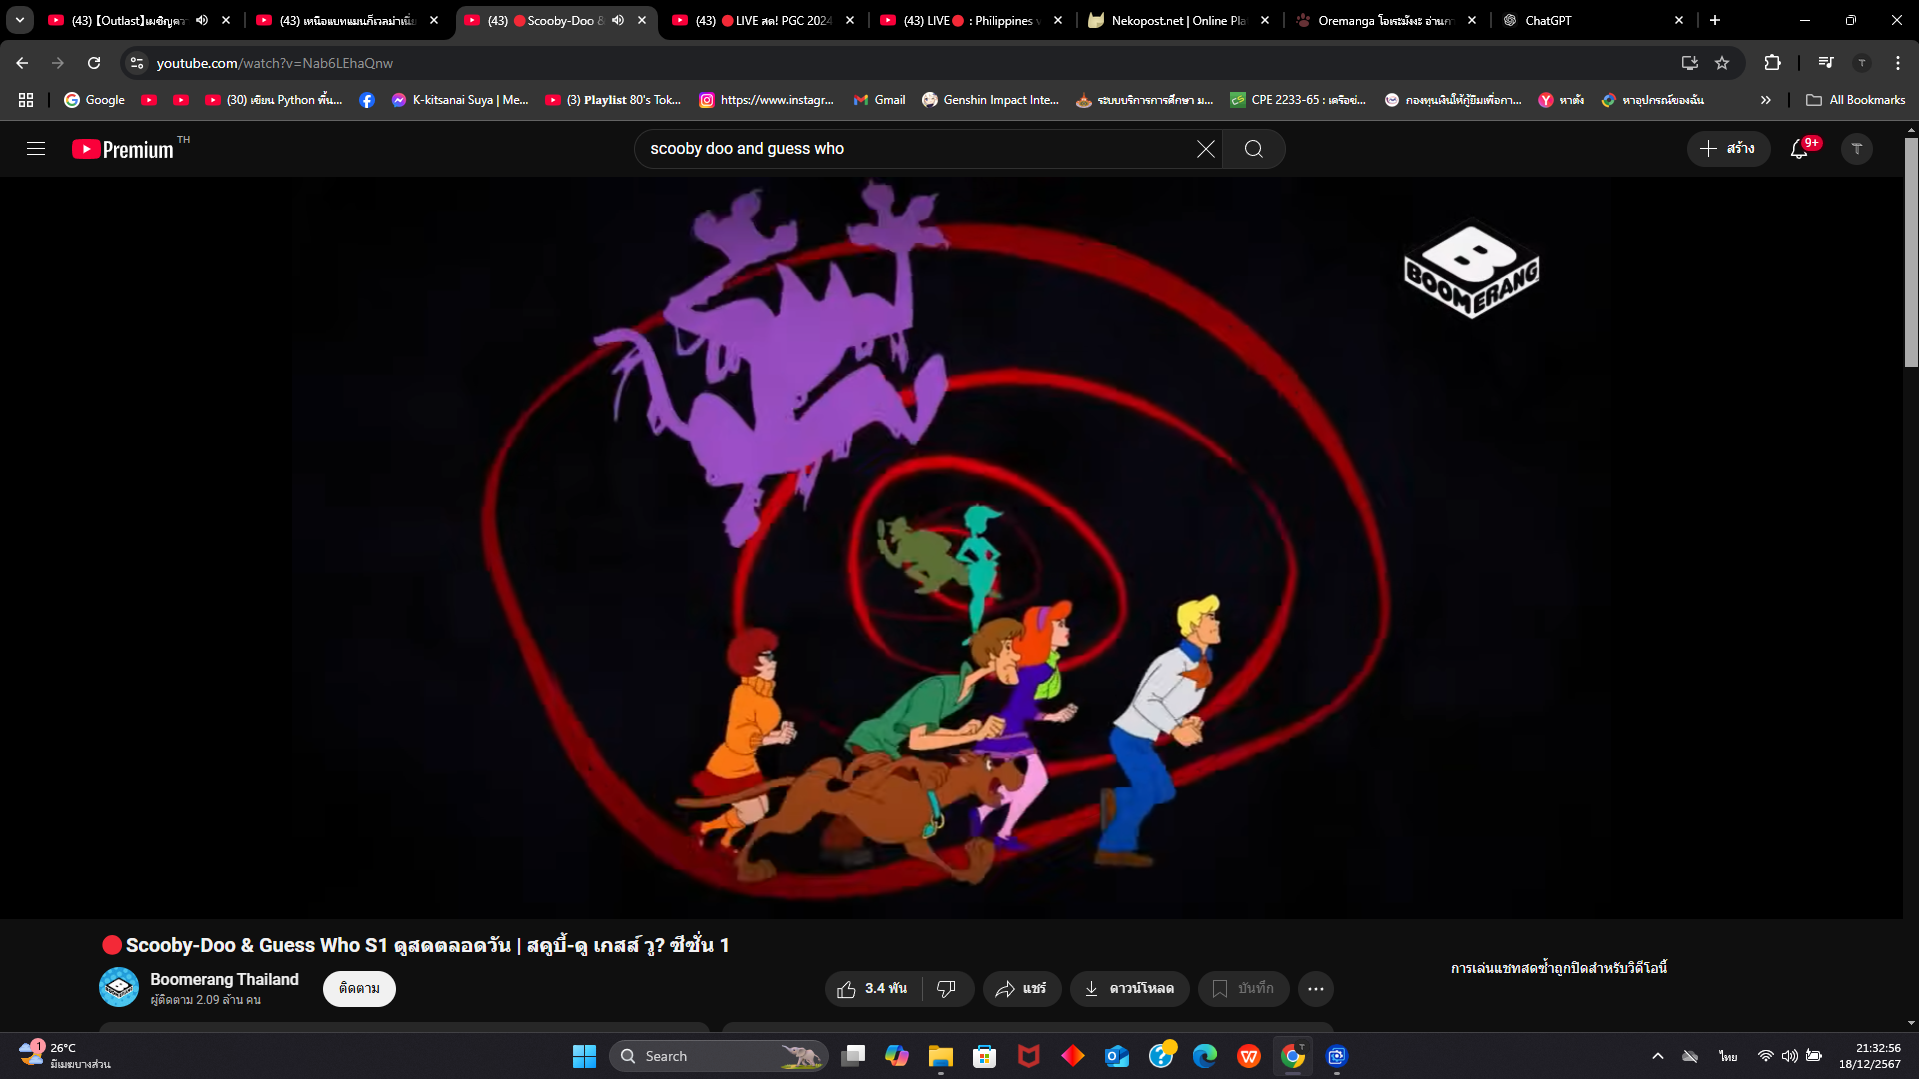 (43) 【Outlast】เผชิญคว
(43) เหนือแบทแมนก็เวลม่าเนี่ย
(43) 🔴Scooby-Doo &
(43) 🔴LIVE สด! PGC 2024
(43) LIVE🔴 : Philippines v
Nekopost.net | Online Pla
Oremanga โอเระมังงะ อ่านกา
ChatGPT
youtube.com/watch?v=Nab6LEhaQnw
T
Google
(30) เขียน Python พื้น...
K-kitsanai Suya | Me...
(3) Playlist 80's Tok...
https://www.instagr...
Gmail
Genshin Impact Inte...
ระบบบริการการศึกษา ม...
CPE 2233-65 : เครือข่...
กองทุนเงินให้กู้ยืมเพื่อกา...
หาตัง
หาอุปกรณ์ของฉัน
All Bookmarks
Premium TH
scooby doo and guess who
สร้าง
9+
T
B
BOOMERANG
🔴Scooby-Doo & Guess Who S1 ดูสดตลอดวัน | สคูบี้-ดู เกสส์ วู? ซีซั่น 1
Boomerang Thailand
ผู้ติดตาม 2.09 ล้าน คน
ติดตาม
3.4 พัน
แชร์
ดาวน์โหลด
บันทึก
การเล่นแชทสดซ้ำถูกปิดสำหรับวิดีโอนี้
1
26°C
มีเมฆบางส่วน
Search
ไทย
21:32:56
18/12/2567